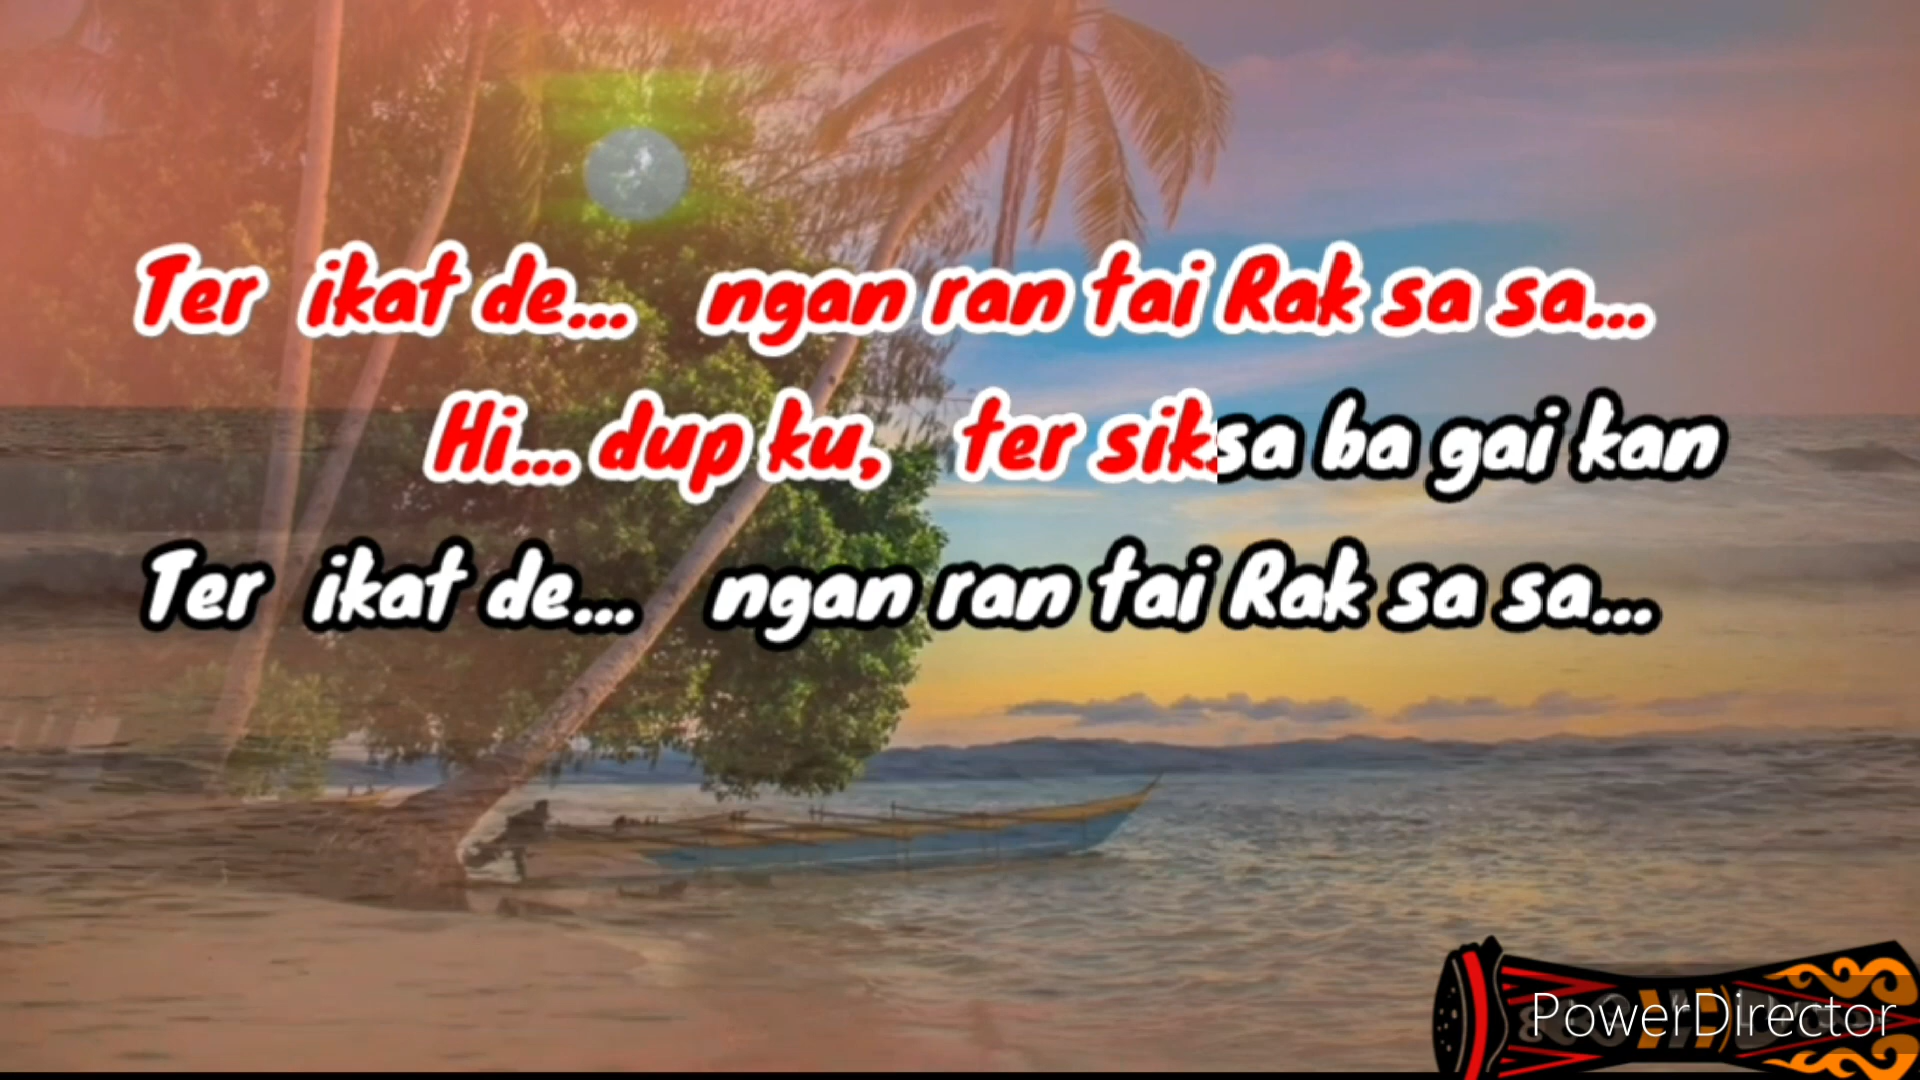 Ter ikat de... ngan ran tai Rak sa sa...
Hi... dup ku, ter siksa ba gai kan
Ter ikat de... ngan ran tai Rak sa sa...
PowerDirector